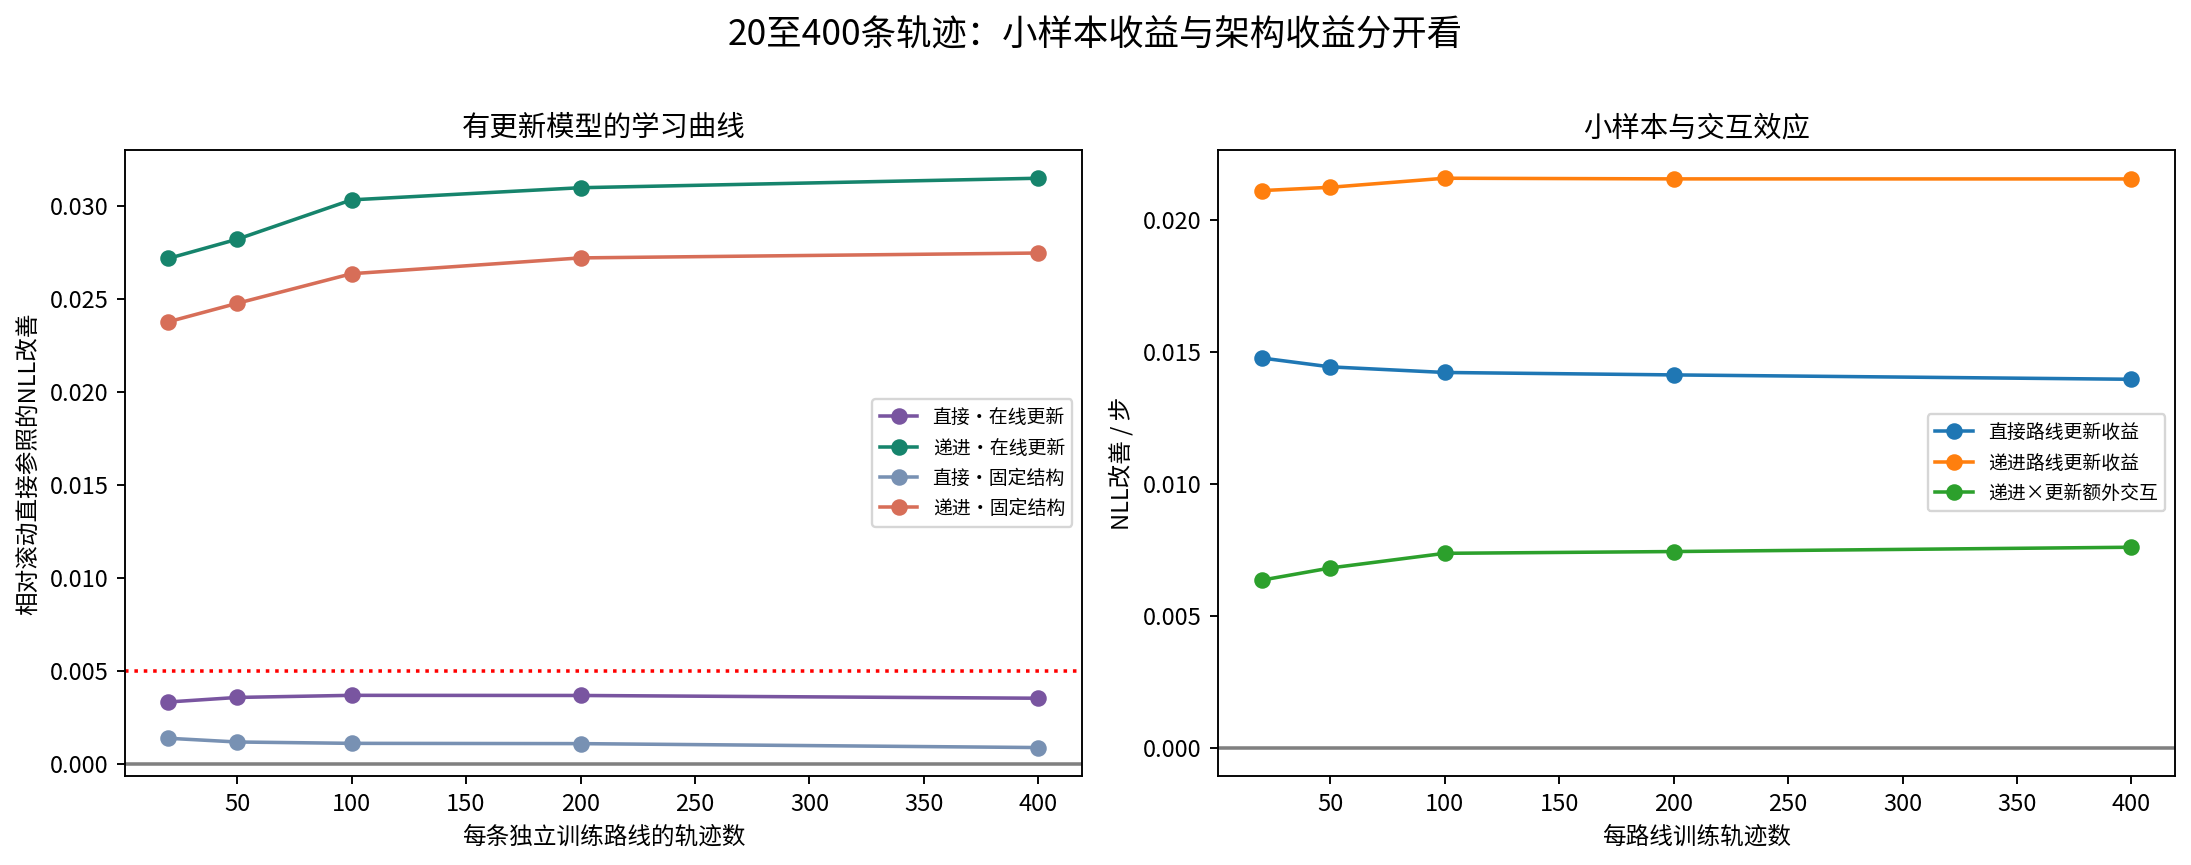 20至400条轨迹：小样本收益与架构收益分开看
有更新模型的学习曲线
相对滚动直接参照的NLL改善
0.030
0.025
0.020
0.015
0.010
0.005
0.000
直接·在线更新
递进·在线更新
直接·固定结构
递进·固定结构
50 100 150 200 250 300 350 400
每条独立训练路线的轨迹数
小样本与交互效应
NLL改善 / 步
0.020
0.015
0.010
0.005
0.000
直接路线更新收益
递进路线更新收益
递进×更新额外交互
50 100 150 200 250 300 350 400
每路线训练轨迹数